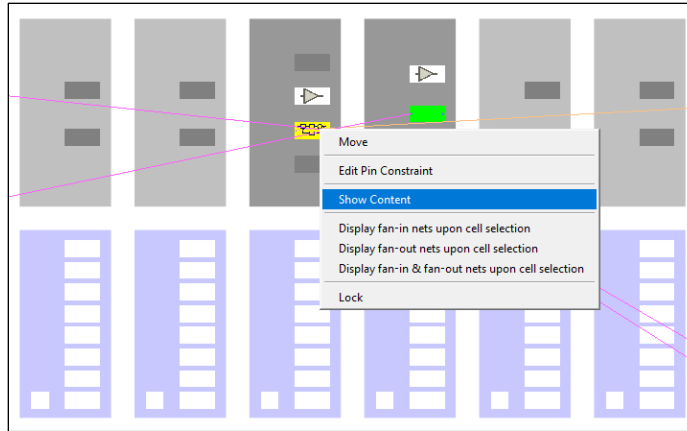 Move
Edit Pin Constraint
Show Content
Display fan-in nets upon cell selection
Display fan-out nets upon cell selection
Display fan-in & fan-out nets upon cell selection
Lock